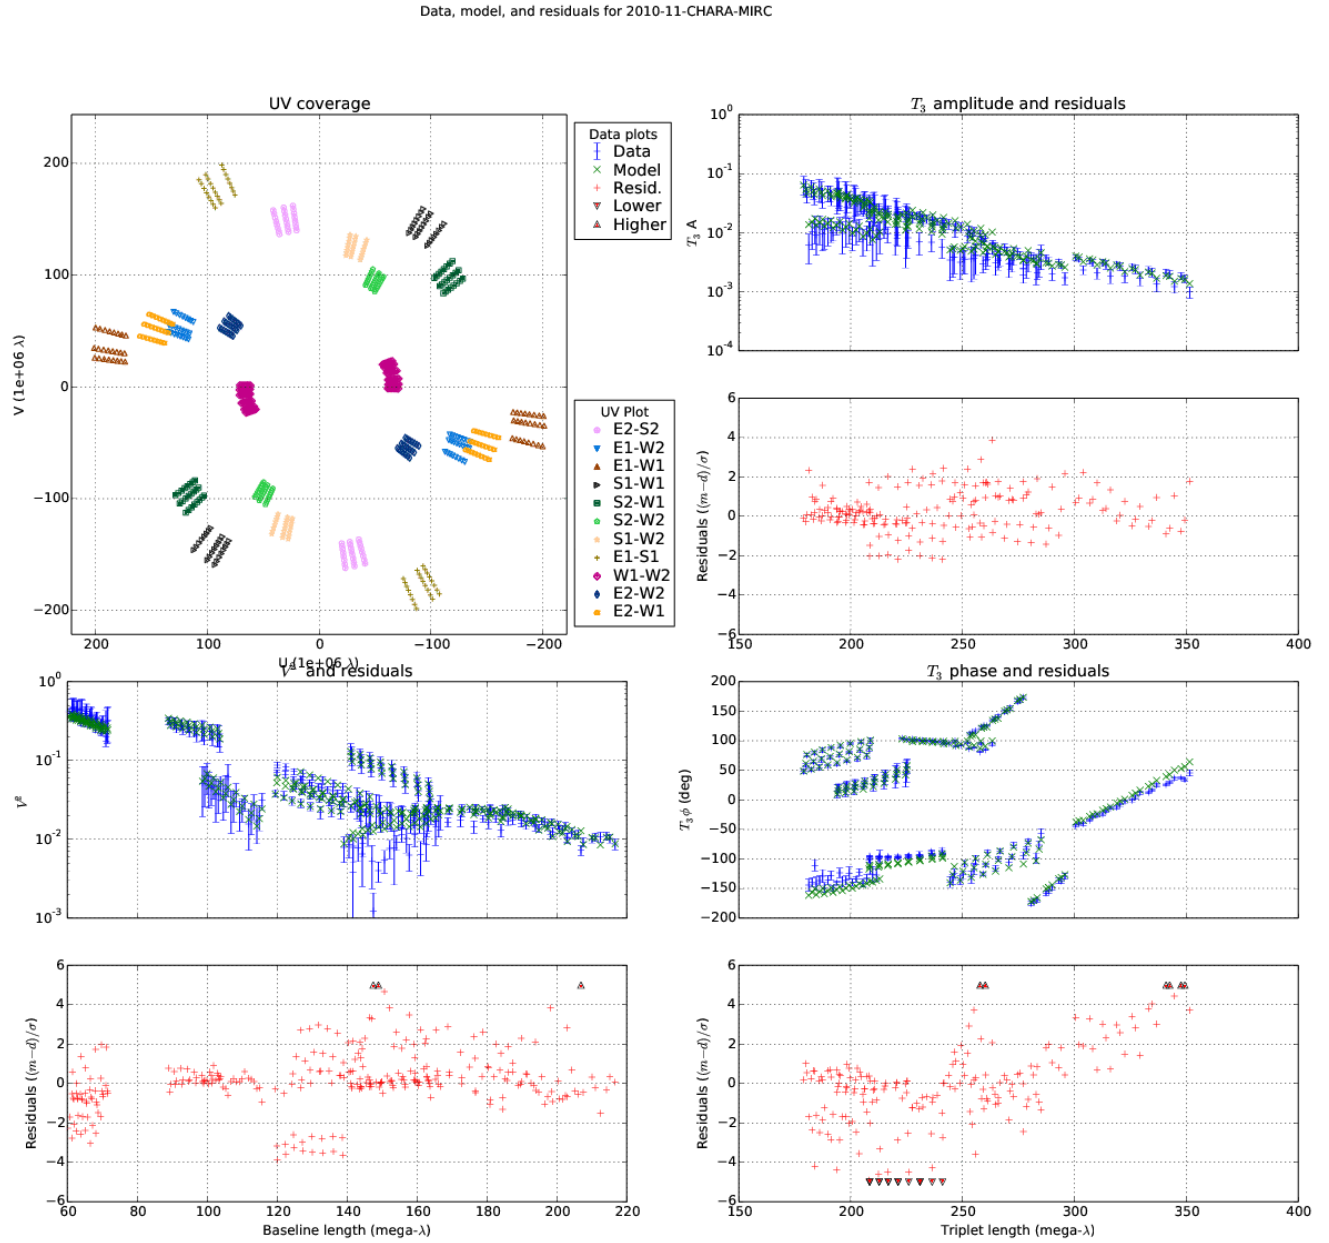 Data, model, and residuals for 2010-11-CHARA-MIRC
UV coverage
V (1e+06 λ)
200
100
0
−100
−200
200
100
0
−100
−200
U (1e+06 λ)
Data plots
Data
Model
Resid.
Lower
Higher
UV Plot
E2-S2
E1-W2
E1-W1
S1-W1
S2-W1
S2-W2
S1-W2
E1-S1
W1-W2
E2-W2
E2-W1
T₃ amplitude and residuals
T₃ A
10⁰
10⁻¹
10⁻²
10⁻³
10⁻⁴
Residuals ((m−d)/σ)
6
4
2
0
−2
−4
−6
150
200
250
300
350
400
V² and residuals
V²
10⁰
10⁻¹
10⁻²
10⁻³
Residuals ((m−d)/σ)
6
4
2
0
−2
−4
−6
60
80
100
120
140
160
180
200
220
Baseline length (mega-λ)
T₃ phase and residuals
T₃ϕ (deg)
200
150
100
50
0
−50
−100
−150
−200
Residuals ((m−d)/σ)
6
4
2
0
−2
−4
−6
150
200
250
300
350
400
Triplet length (mega-λ)